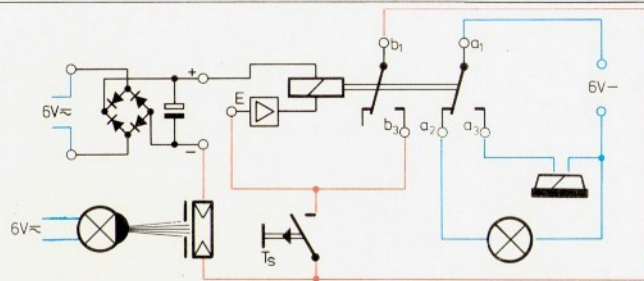 b₁
a₁
+
E
6V≂
6V–
b₃
a₂
a₃
–
6V≂
Ts